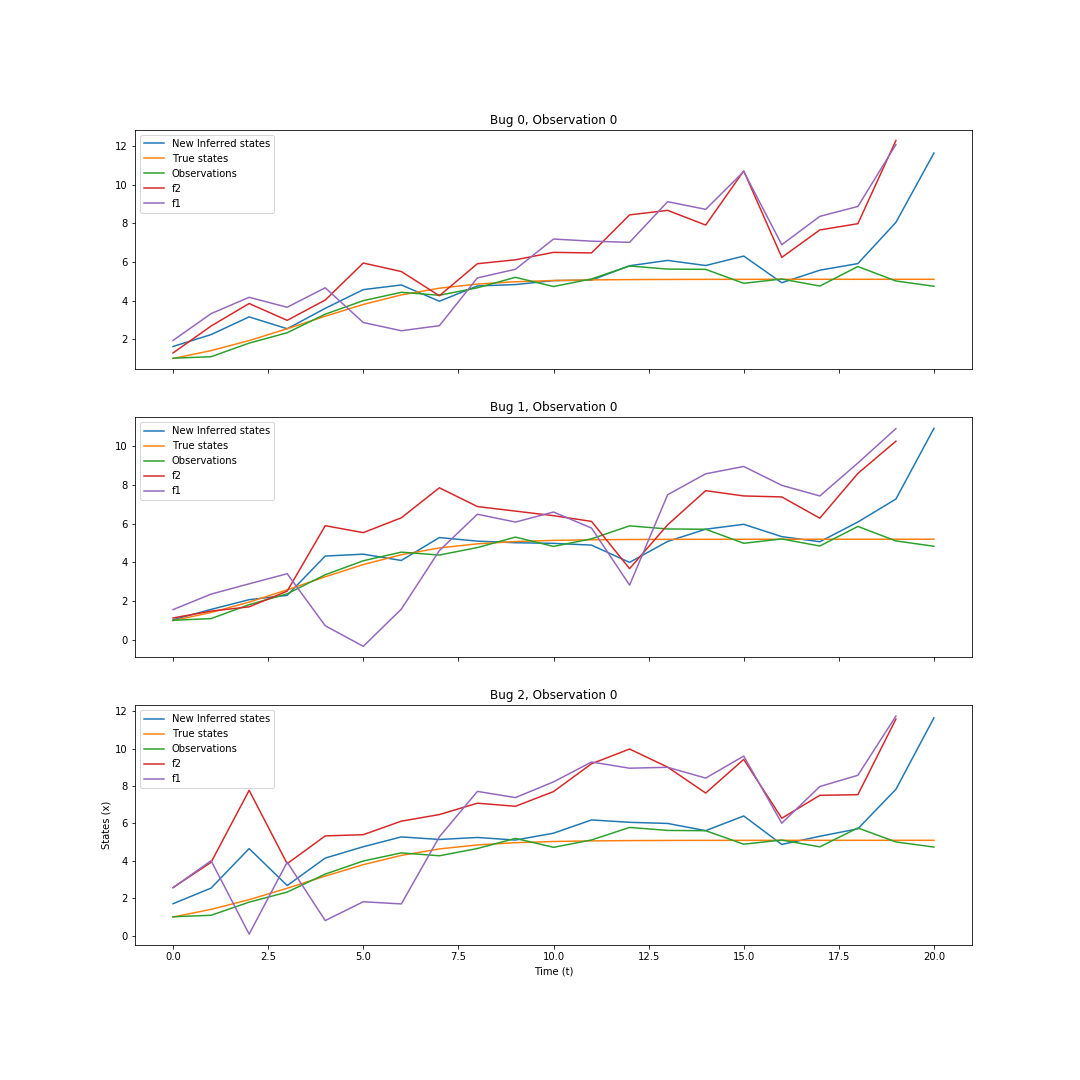 Bug 0, Observation 0
12
10
8
6
4
2
New Inferred states
True states
Observations
f2
f1
Bug 1, Observation 0
10
8
6
4
2
0
New Inferred states
True states
Observations
f2
f1
Bug 2, Observation 0
12
10
8
6
4
2
0
States (x)
New Inferred states
True states
Observations
f2
f1
0.0 2.5 5.0 7.5 10.0 12.5 15.0 17.5 20.0
Time (t)